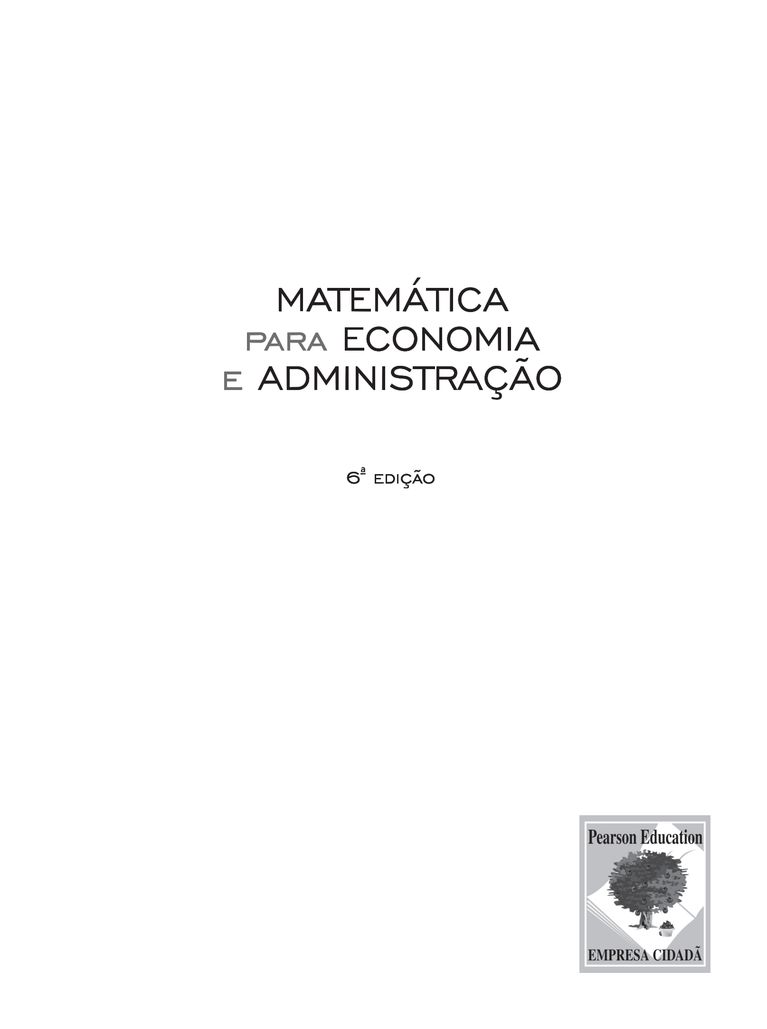 MATEMÁTICA
PARA ECONOMIA
E ADMINISTRAÇÃO
6ª EDIÇÃO
Pearson Education
EMPRESA CIDADÃ